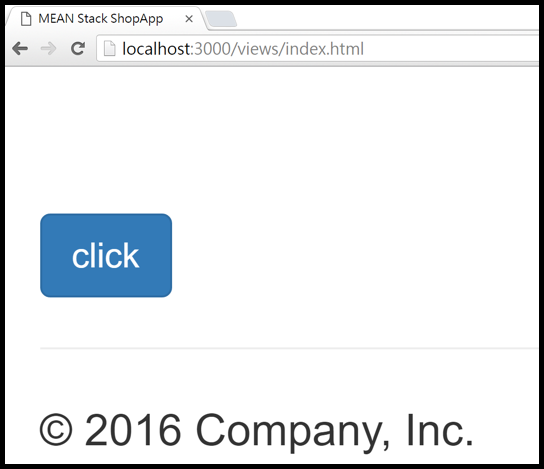 MEAN Stack ShopApp
localhost:3000/views/index.html
click
© 2016 Company, Inc.